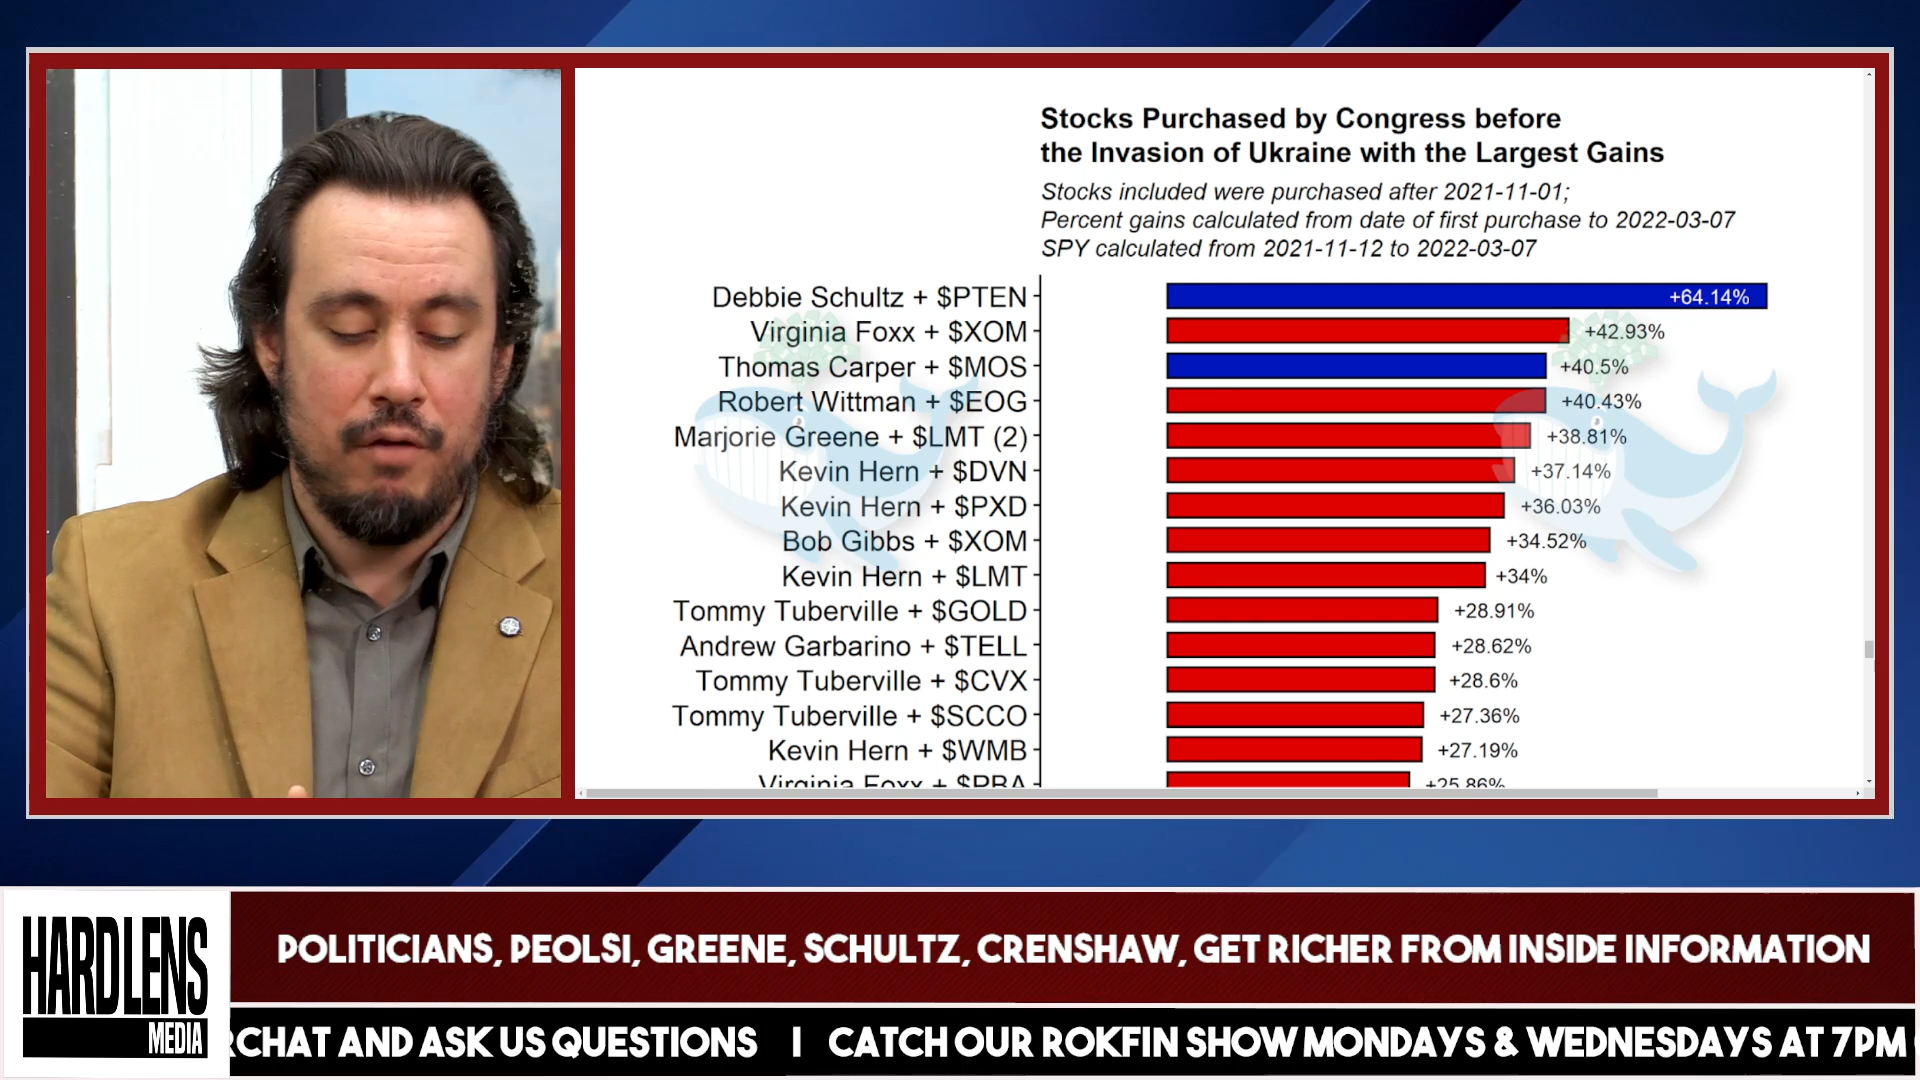 Stocks Purchased by Congress before
the Invasion of Ukraine with the Largest Gains
Stocks included were purchased after 2021-11-01;
Percent gains calculated from date of first purchase to 2022-03-07
SPY calculated from 2021-11-12 to 2022-03-07
Debbie Schultz + $PTEN +64.14%
Virginia Foxx + $XOM +42.93%
Thomas Carper + $MOS +40.5%
Robert Wittman + $EOG +40.43%
Marjorie Greene + $LMT (2) +38.81%
Kevin Hern + $DVN +37.14%
Kevin Hern + $PXD +36.03%
Bob Gibbs + $XOM +34.52%
Kevin Hern + $LMT +34%
Tommy Tuberville + $GOLD +28.91%
Andrew Garbarino + $TELL +28.62%
Tommy Tuberville + $CVX +28.6%
Tommy Tuberville + $SCCO +27.36%
Kevin Hern + $WMB +27.19%
Virginia Foxx + $PBA +25.86%
HARD LENS
MEDIA
POLITICIANS, PEOLSI, GREENE, SCHULTZ, CRENSHAW, GET RICHER FROM INSIDE INFORMATION
RCHAT AND ASK US QUESTIONS | CATCH OUR ROKFIN SHOW MONDAYS & WEDNESDAYS AT 7PM